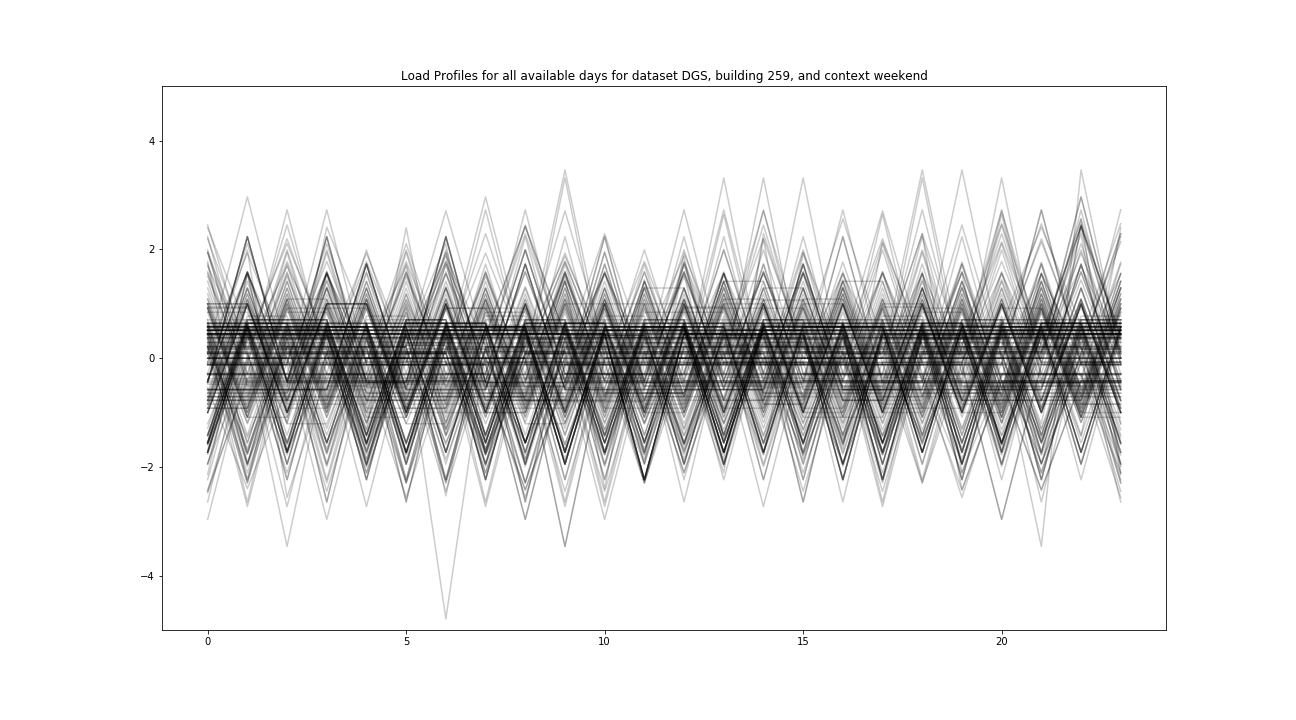 Load Profiles for all available days for dataset DGS, building 259, and context weekend
4
2
0
−2
−4
0 5 10 15 20